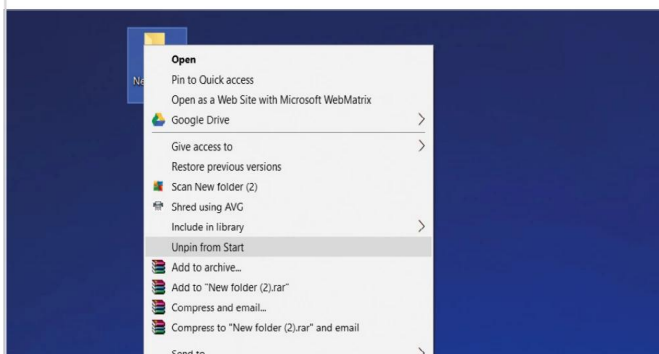 Ne
Open
Pin to Quick access
Open as a Web Site with Microsoft WebMatrix
Google Drive
Give access to
Restore previous versions
Scan New folder (2)
Shred using AVG
Include in library
Unpin from Start
Add to archive...
Add to "New folder (2).rar"
Compress and email...
Compress to "New folder (2).rar" and email
Send to